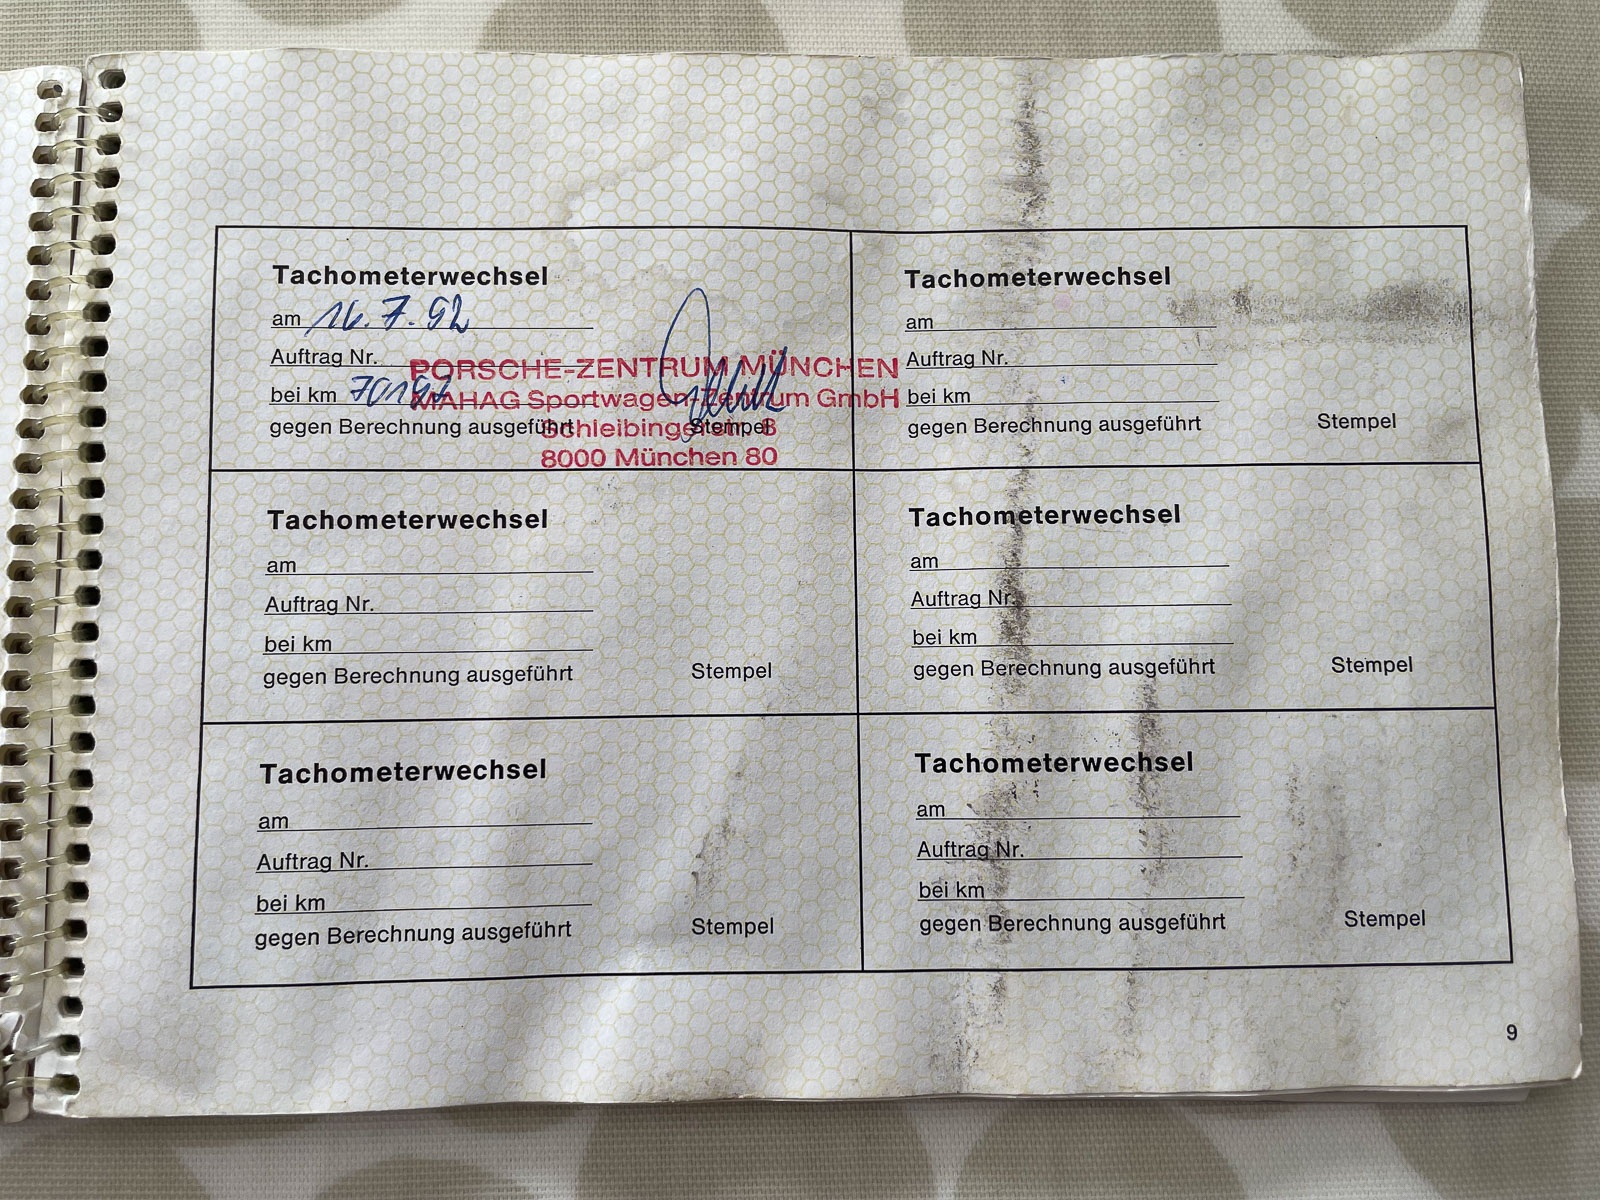 Tachometerwechsel
am 16.7.92
Auftrag Nr.
bei km 70197
gegen Berechnung ausgeführt
Stempel
PORSCHE-ZENTRUM MÜNCHEN
MAHAG Sportwagen-Zentrum GmbH
8000 München 80
Tachometerwechsel
am
Auftrag Nr.
bei km
gegen Berechnung ausgeführt Stempel
Tachometerwechsel
am
Auftrag Nr.
bei km
gegen Berechnung ausgeführt Stempel
Tachometerwechsel
am
Auftrag Nr.
bei km
gegen Berechnung ausgeführt Stempel
Tachometerwechsel
am
Auftrag Nr.
bei km
gegen Berechnung ausgeführt Stempel
Tachometerwechsel
am
Auftrag Nr.
bei km
gegen Berechnung ausgeführt Stempel
9